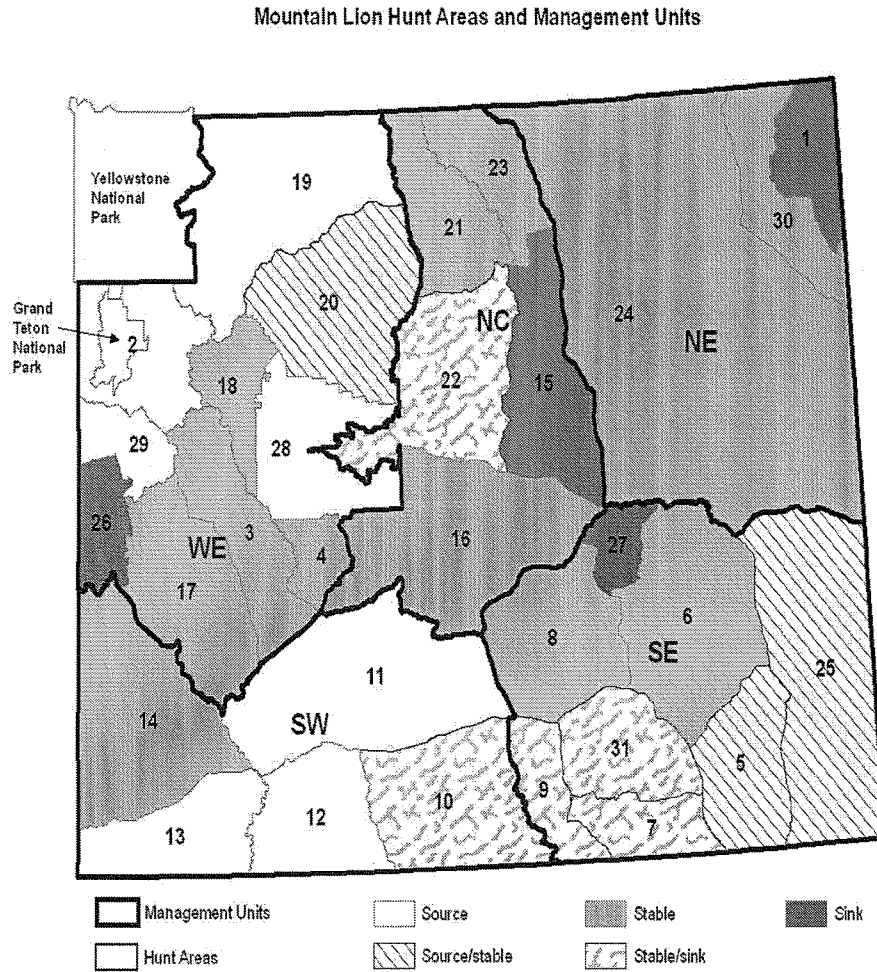 Mountain Lion Hunt Areas and Management Units
Yellowstone
National
Park
19
23
1
21
30
20
Grand
Teton
National
Park
2
NC
24
NE
18
22
15
29
28
26
3
WE
4
16
27
17
8
6
SE
25
11
14
SW
31
5
10
9
12
7
13
Management Units
Source
Stable
Sink
Hunt Areas
Source/stable
Stable/sink